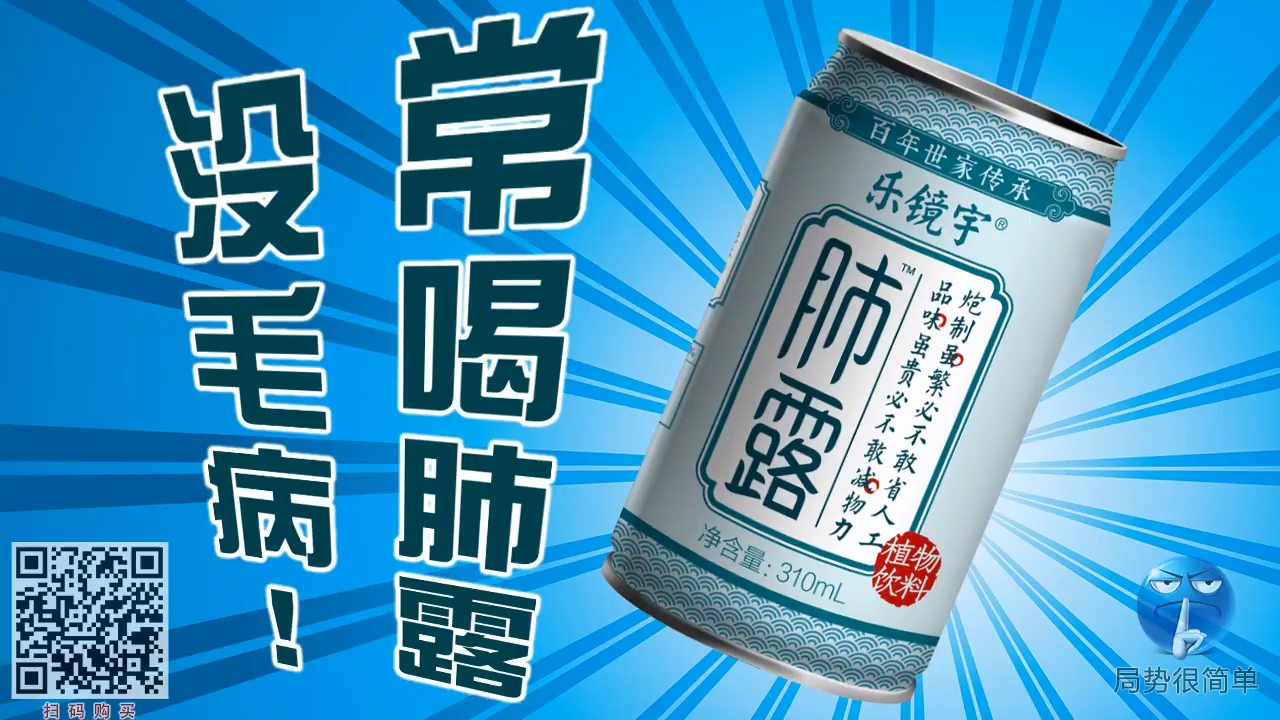 常喝肺露
没毛病！
百年世家传承
乐镜宇®
肺露™
炮制虽繁必不敢省人工
品味虽贵必不敢减物力
净含量：310mL
植物
饮料
扫码购买
局势很简单